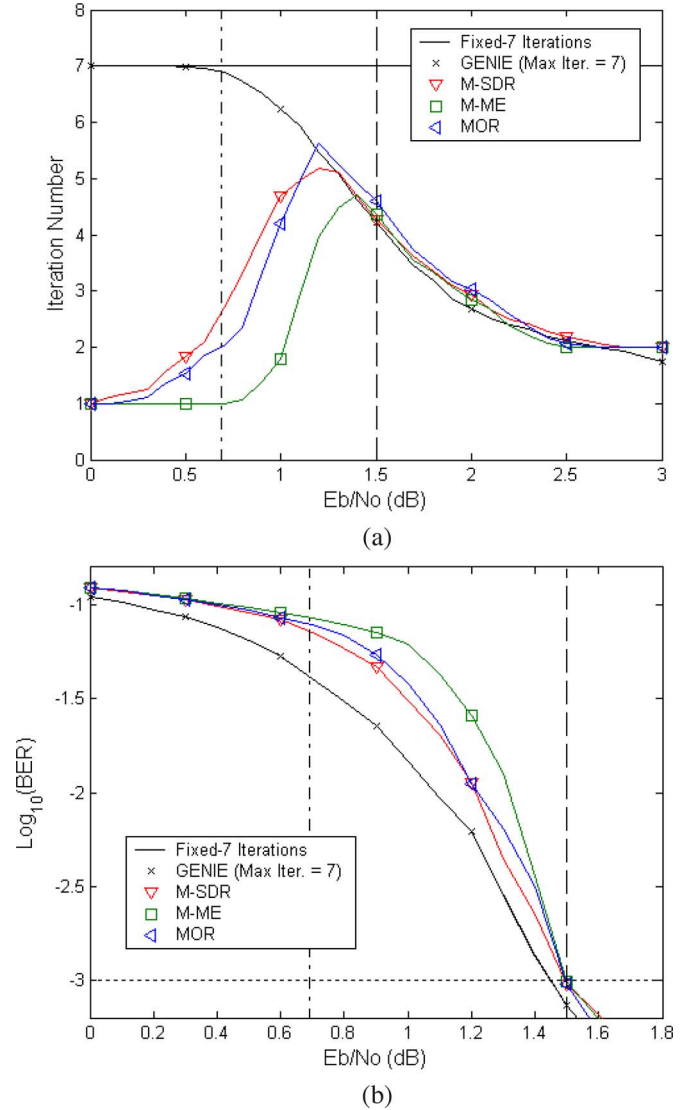 8
7
6
5
4
3
2
1
0
Iteration Number
Fixed-7 Iterations
GENIE (Max Iter. = 7)
M-SDR
M-ME
MOR
0 0.5 1 1.5 2 2.5 3
Eb/No (dB)
(a)
-1
-1.5
-2
-2.5
-3
Log10(BER)
Fixed-7 Iterations
GENIE (Max Iter. = 7)
M-SDR
M-ME
MOR
0 0.2 0.4 0.6 0.8 1 1.2 1.4 1.6 1.8
Eb/No (dB)
(b)